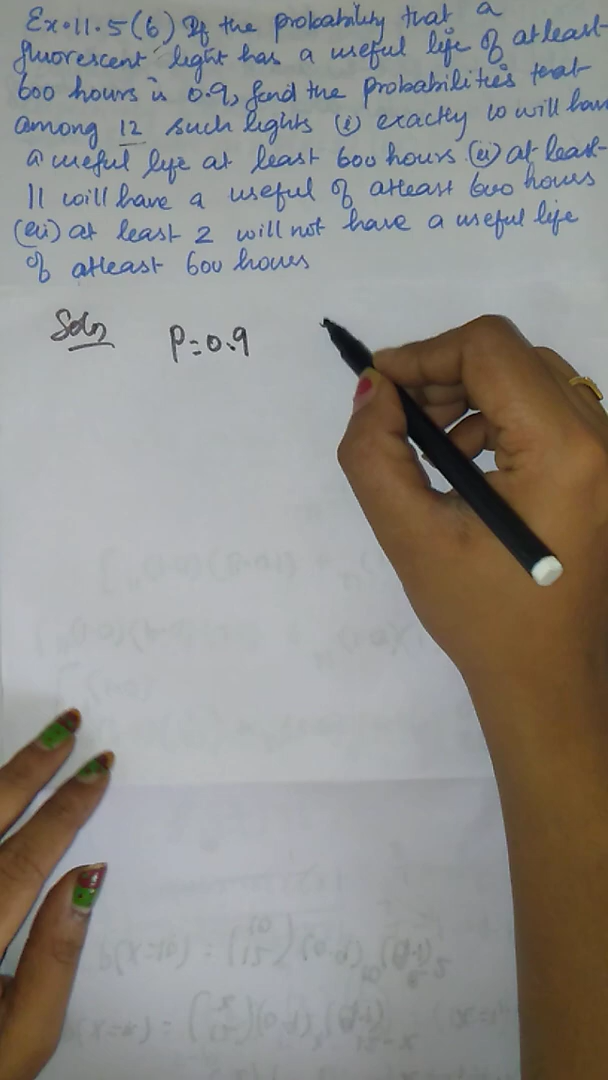 Ex.11.5(6) If the probability that a
fluorescent light has a useful life of atleast
600 hours is 0.9, find the probabilities that
among 12 such lights (i) exactly 10 will have
a useful life at least 600 hours (ii) at least
11 will have a useful of atleast 600 hours
(iii) at least 2 will not have a useful life
of atleast 600 hours
Soln P=0.9